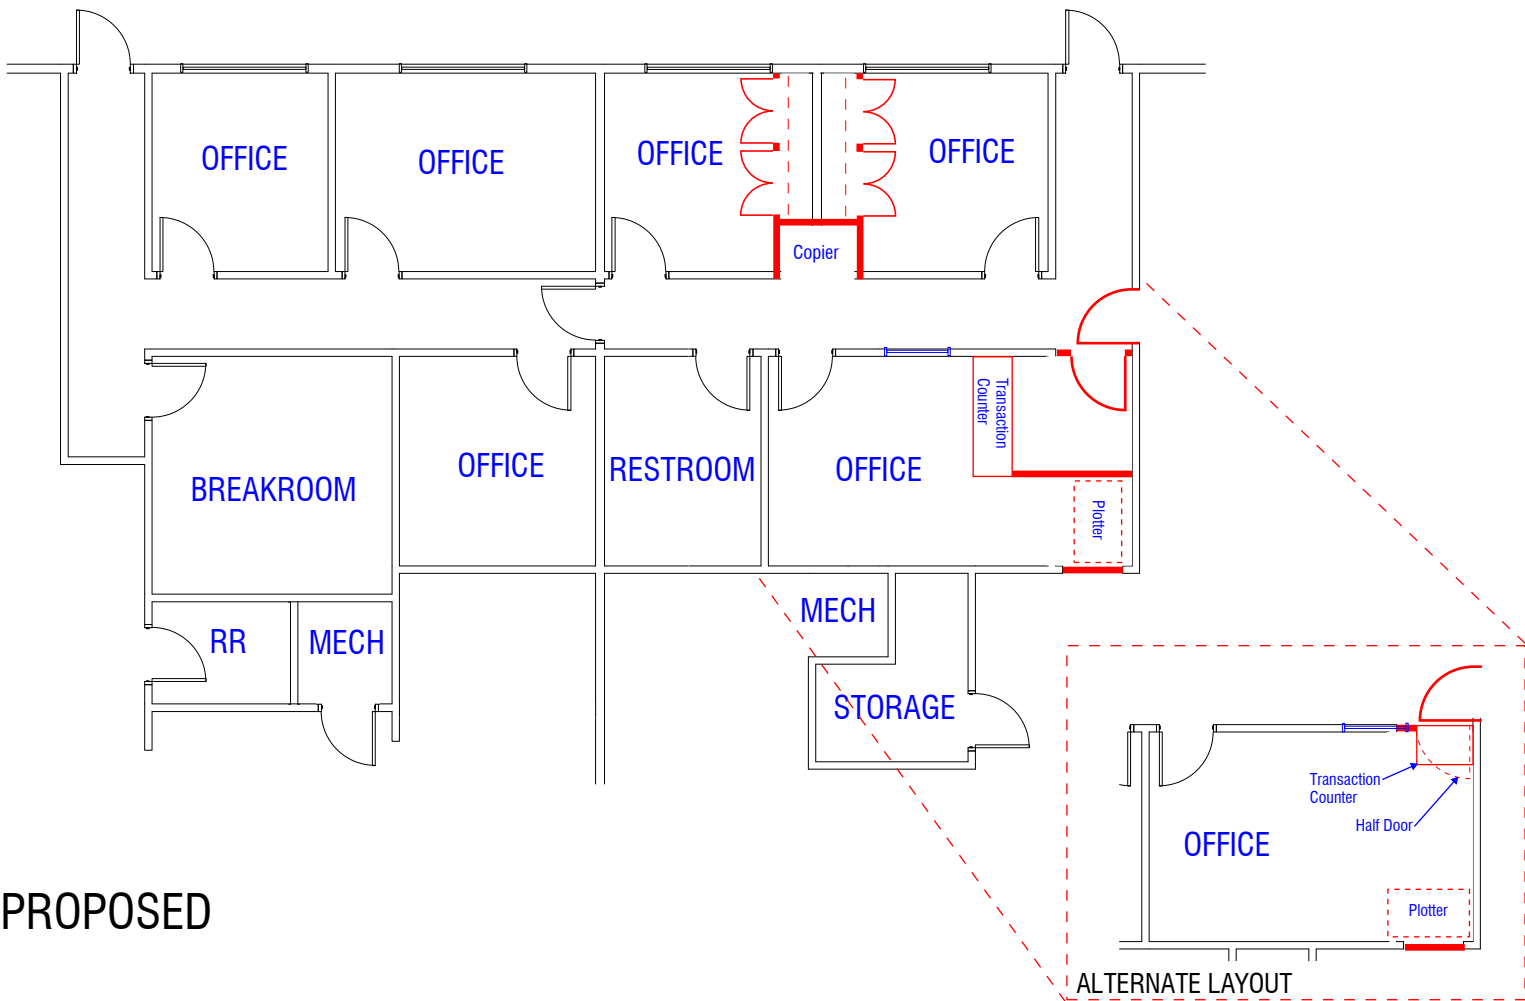 OFFICE
OFFICE
OFFICE
OFFICE
Copier
Transaction
Counter
BREAKROOM
OFFICE
RESTROOM
OFFICE
Plotter
RR
MECH
MECH
STORAGE
Transaction
Counter
Half Door
OFFICE
Plotter
PROPOSED
ALTERNATE LAYOUT